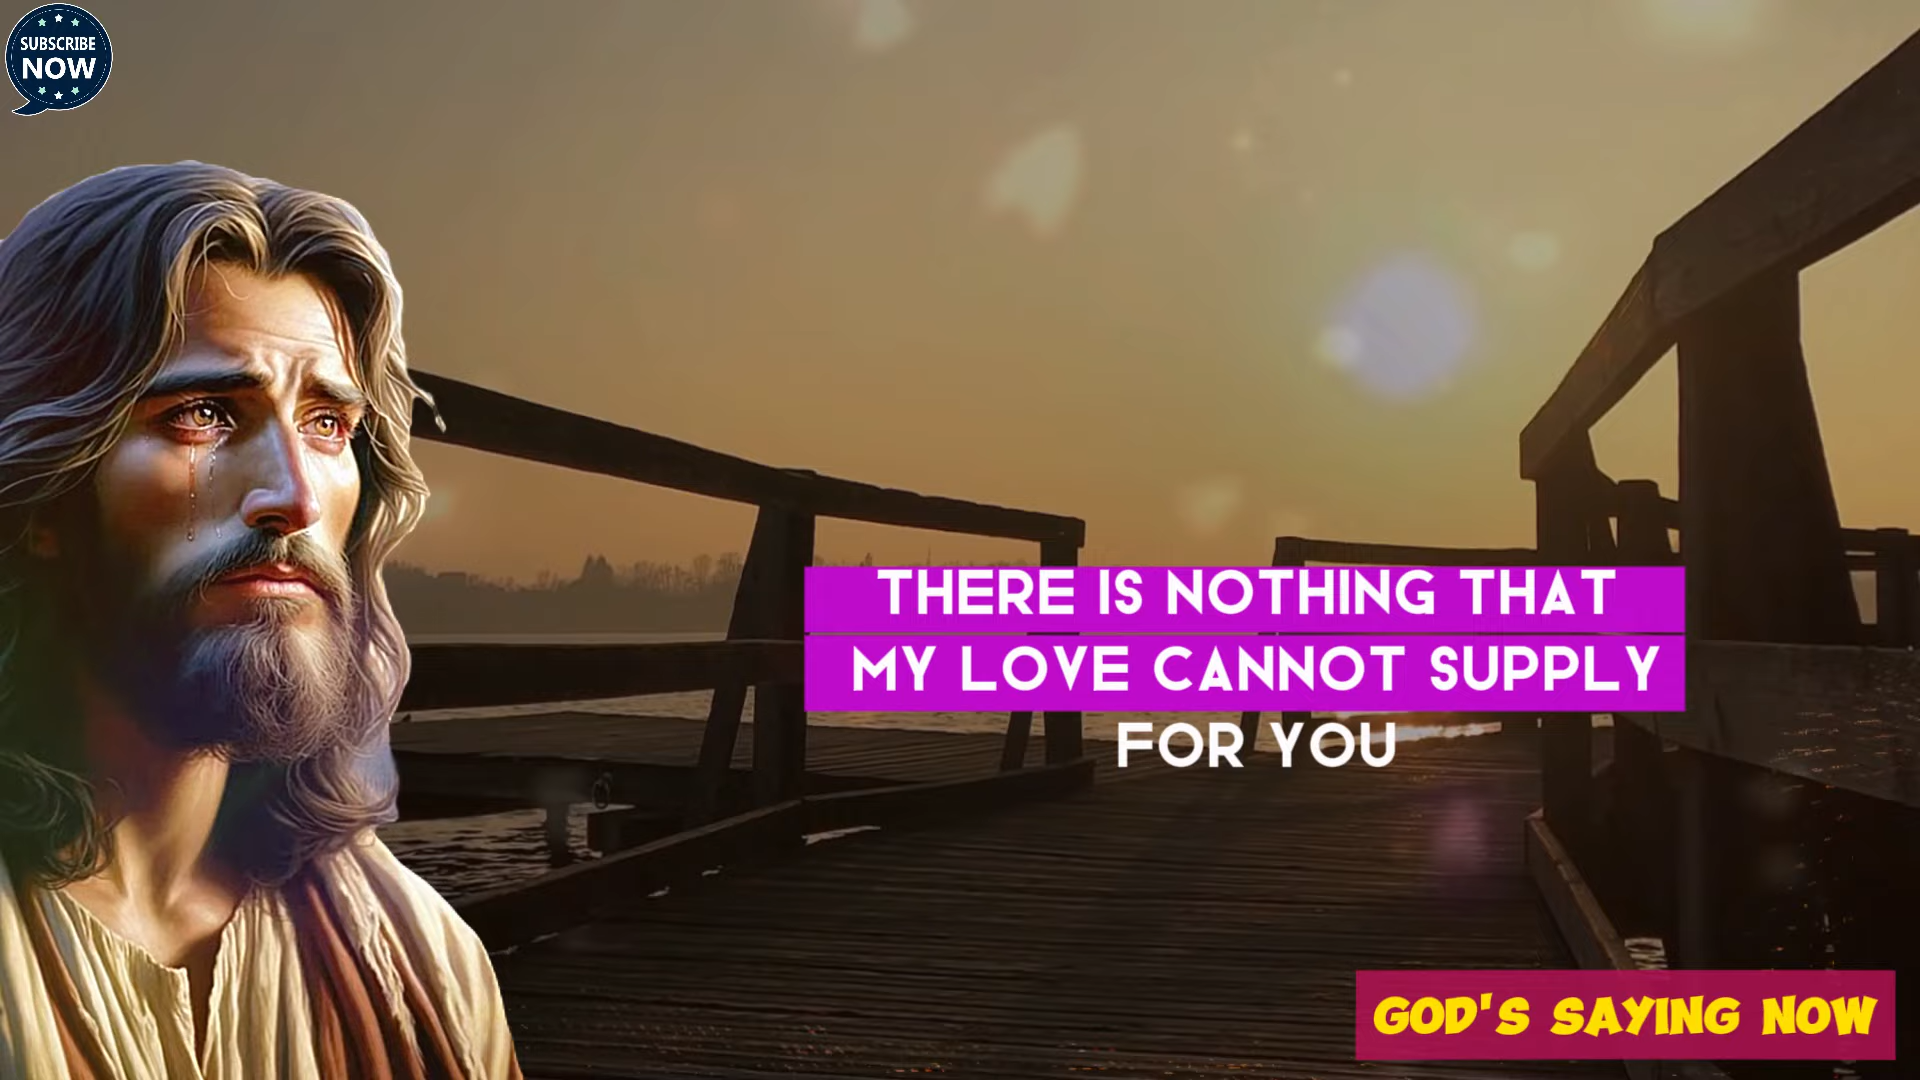 SUBSCRIBE
NOW
THERE IS NOTHING THAT
MY LOVE CANNOT SUPPLY
FOR YOU
GOD'S SAYING NOW